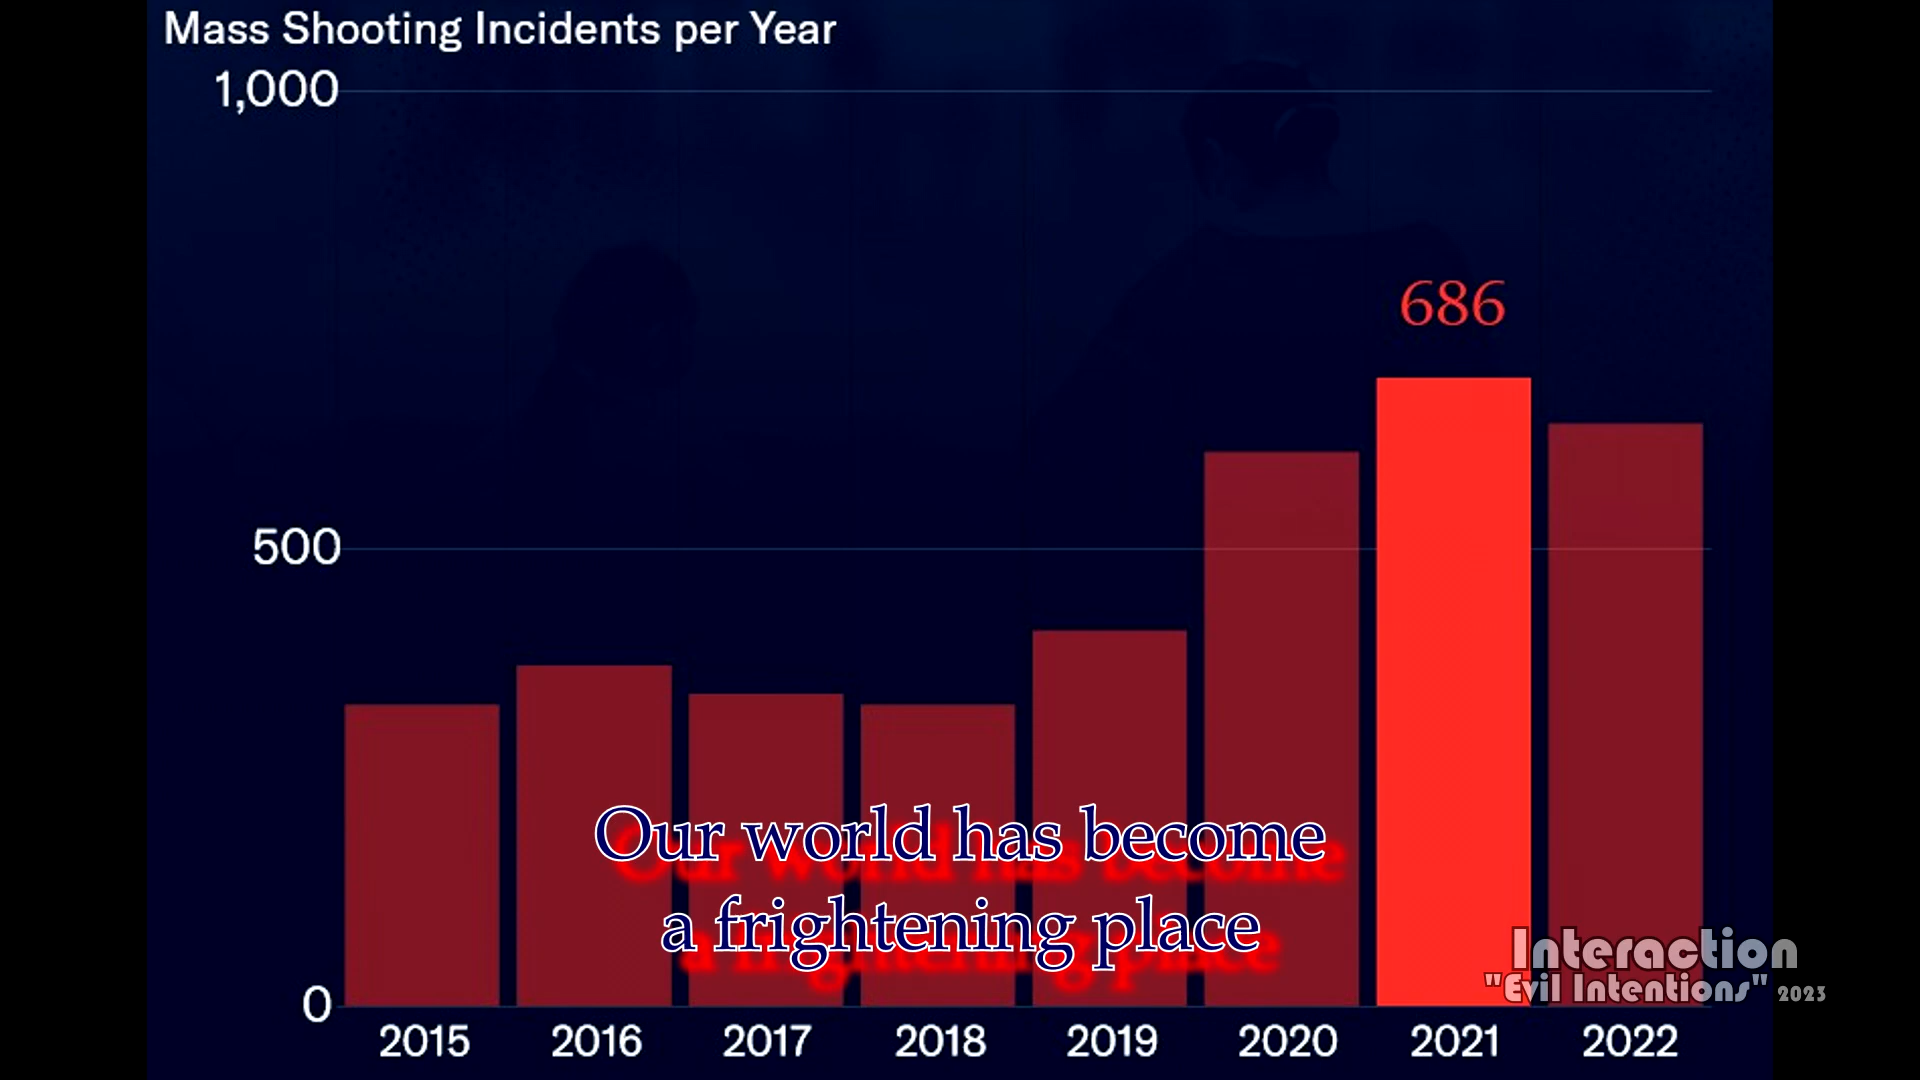 Mass Shooting Incidents per Year
1,000
686
500
Our world has become
a frightening place
Interaction
"Evil Intentions" 2023
0
2015 2016 2017 2018 2019 2020 2021 2022